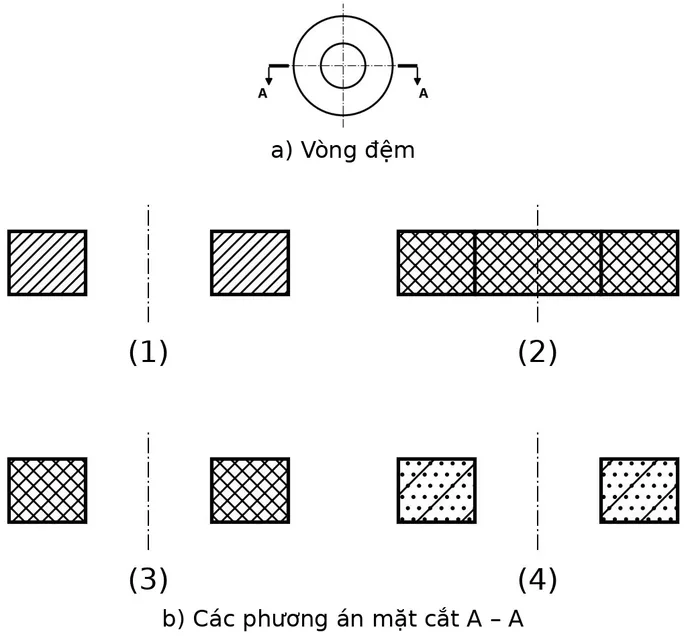 A A
a) Vòng đệm
(1) (2)
(3) (4)
b) Các phương án mặt cắt A – A